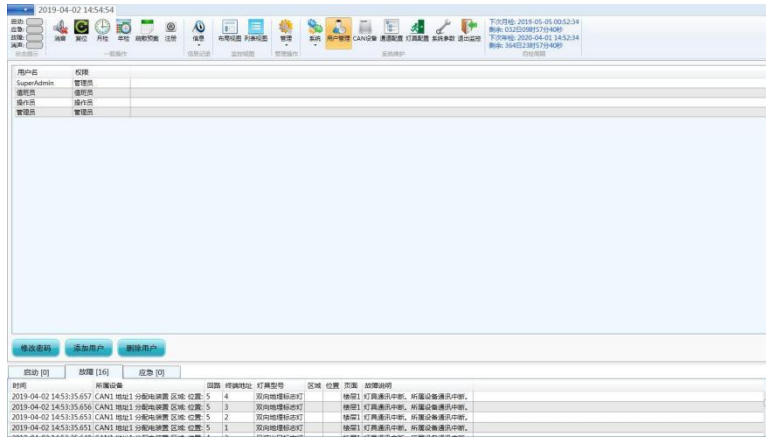 2019-04-02 14:54:54
启动:
应急:
故障:
消声:
消音 复位 月检 年检 疏散预案 注册 信息 布局视图 列表视图 管理 系统 用户管理 CAN设备 通道配置 灯具配置 系统参数 退出监控
下次月检: 2019-05-05 00:52:34
剩余: 032日09时57分40秒
下次年检: 2020-04-01 14:52:34
剩余: 364日23时57分40秒
状态指示 一般操作 信息记录 监控视图 管理操作 系统维护 自检周期
用户名 权限
SuperAdmin 管理员
值班员 值班员
操作员 操作员
管理员 管理员
修改密码 添加用户 删除用户
启动 [0] 故障 [16] 应急 [0]
时间 所属设备 回路 终端地址 灯具型号 区域 位置 页面 故障说明
2019-04-02 14:53:35.657 CAN1 地址1 分配电装置 区域: 位置: 5 4 双向地埋标志灯 楼层1 灯具通讯中断。所属设备通讯中断。
2019-04-02 14:53:35.656 CAN1 地址1 分配电装置 区域: 位置: 5 3 双向地埋标志灯 楼层1 灯具通讯中断。所属设备通讯中断。
2019-04-02 14:53:35.653 CAN1 地址1 分配电装置 区域: 位置: 5 2 双向地埋标志灯 楼层1 灯具通讯中断。所属设备通讯中断。
2019-04-02 14:53:35.651 CAN1 地址1 分配电装置 区域: 位置: 5 1 双向地埋标志灯 楼层1 灯具通讯中断。所属设备通讯中断。